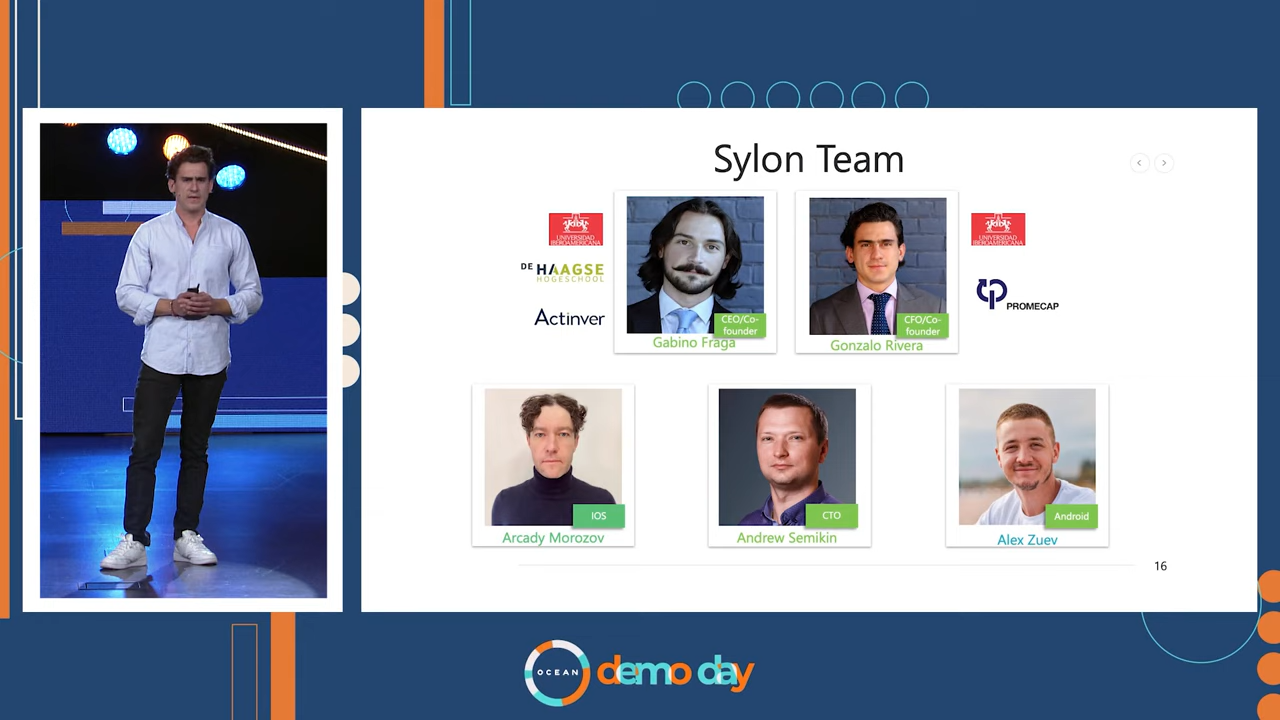 Sylon Team
UNIVERSIDAD
IBEROAMERICANA
DE HAAGSE
HOGESCHOOL
Actinver
CEO/Co-
founder
Gabino Fraga
CFO/Co-
founder
Gonzalo Rivera
UNIVERSIDAD
IBEROAMERICANA
PROMECAP
IOS
Arcady Morozov
CTO
Andrew Semikin
Android
Alex Zuev
16
OCEAN
demo day